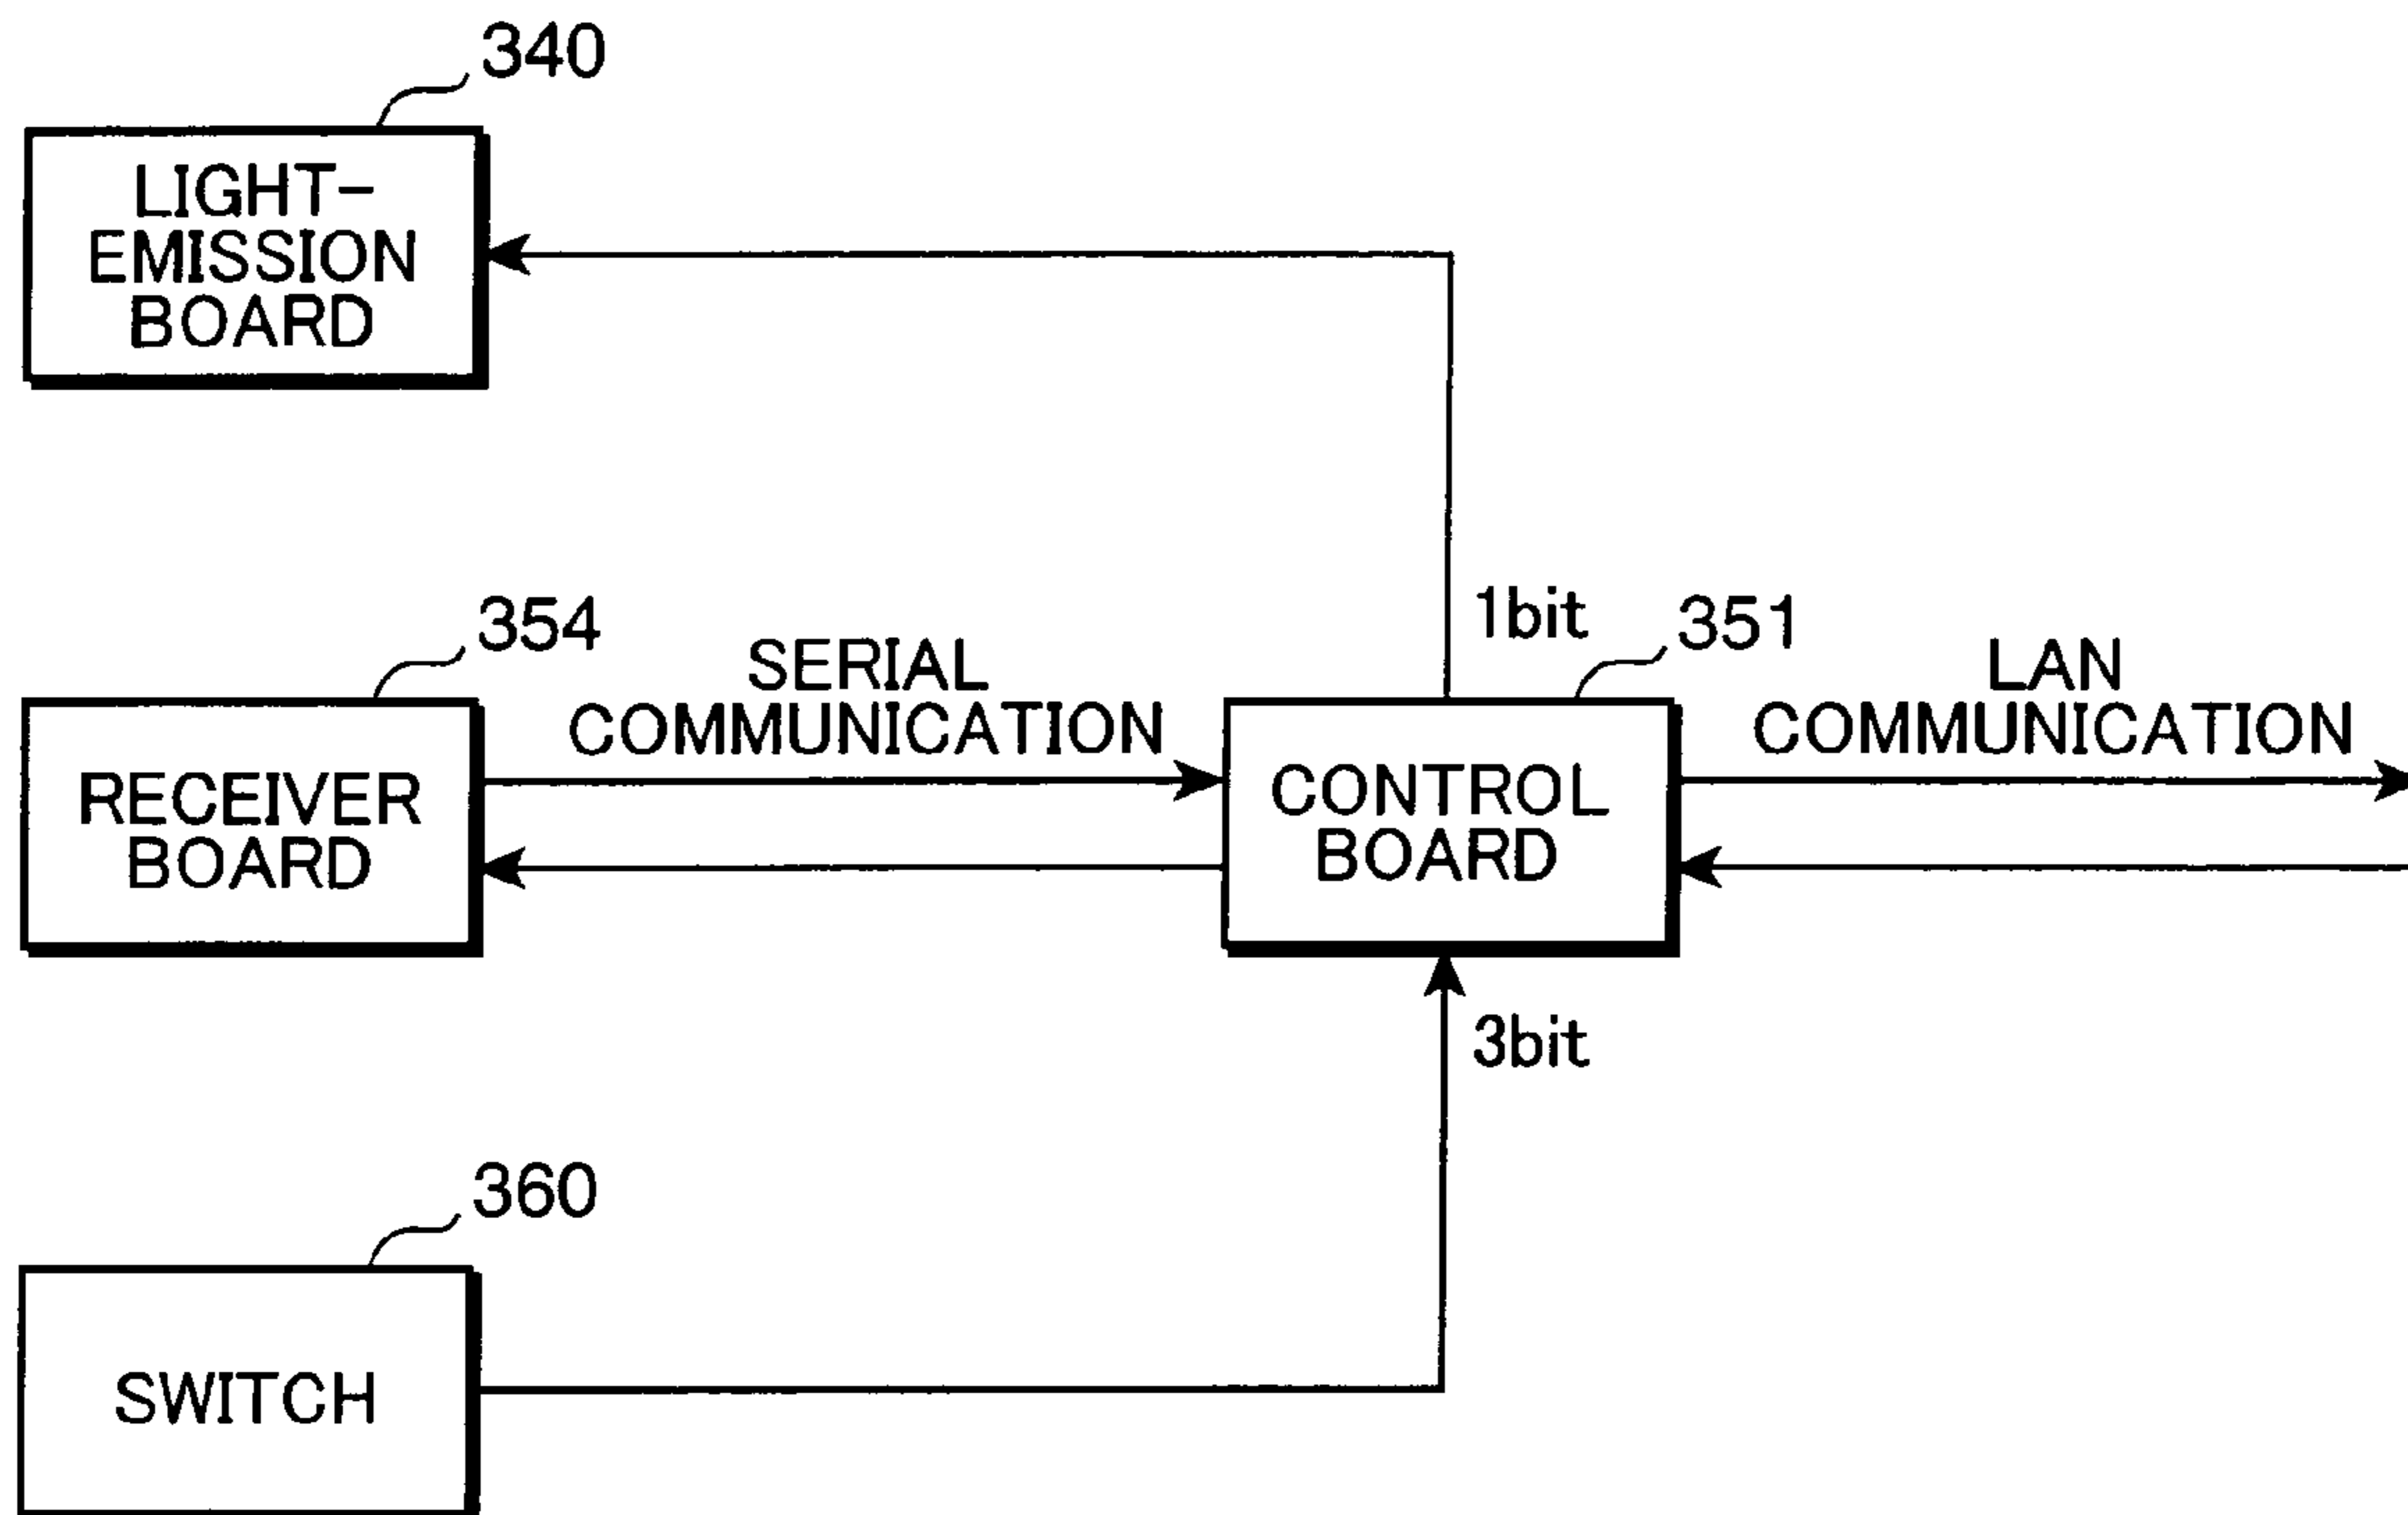 340
LIGHT-
EMISSION
BOARD
354
SERIAL
COMMUNICATION
1bit
351
LAN
COMMUNICATION
RECEIVER
BOARD
CONTROL
BOARD
3bit
360
SWITCH